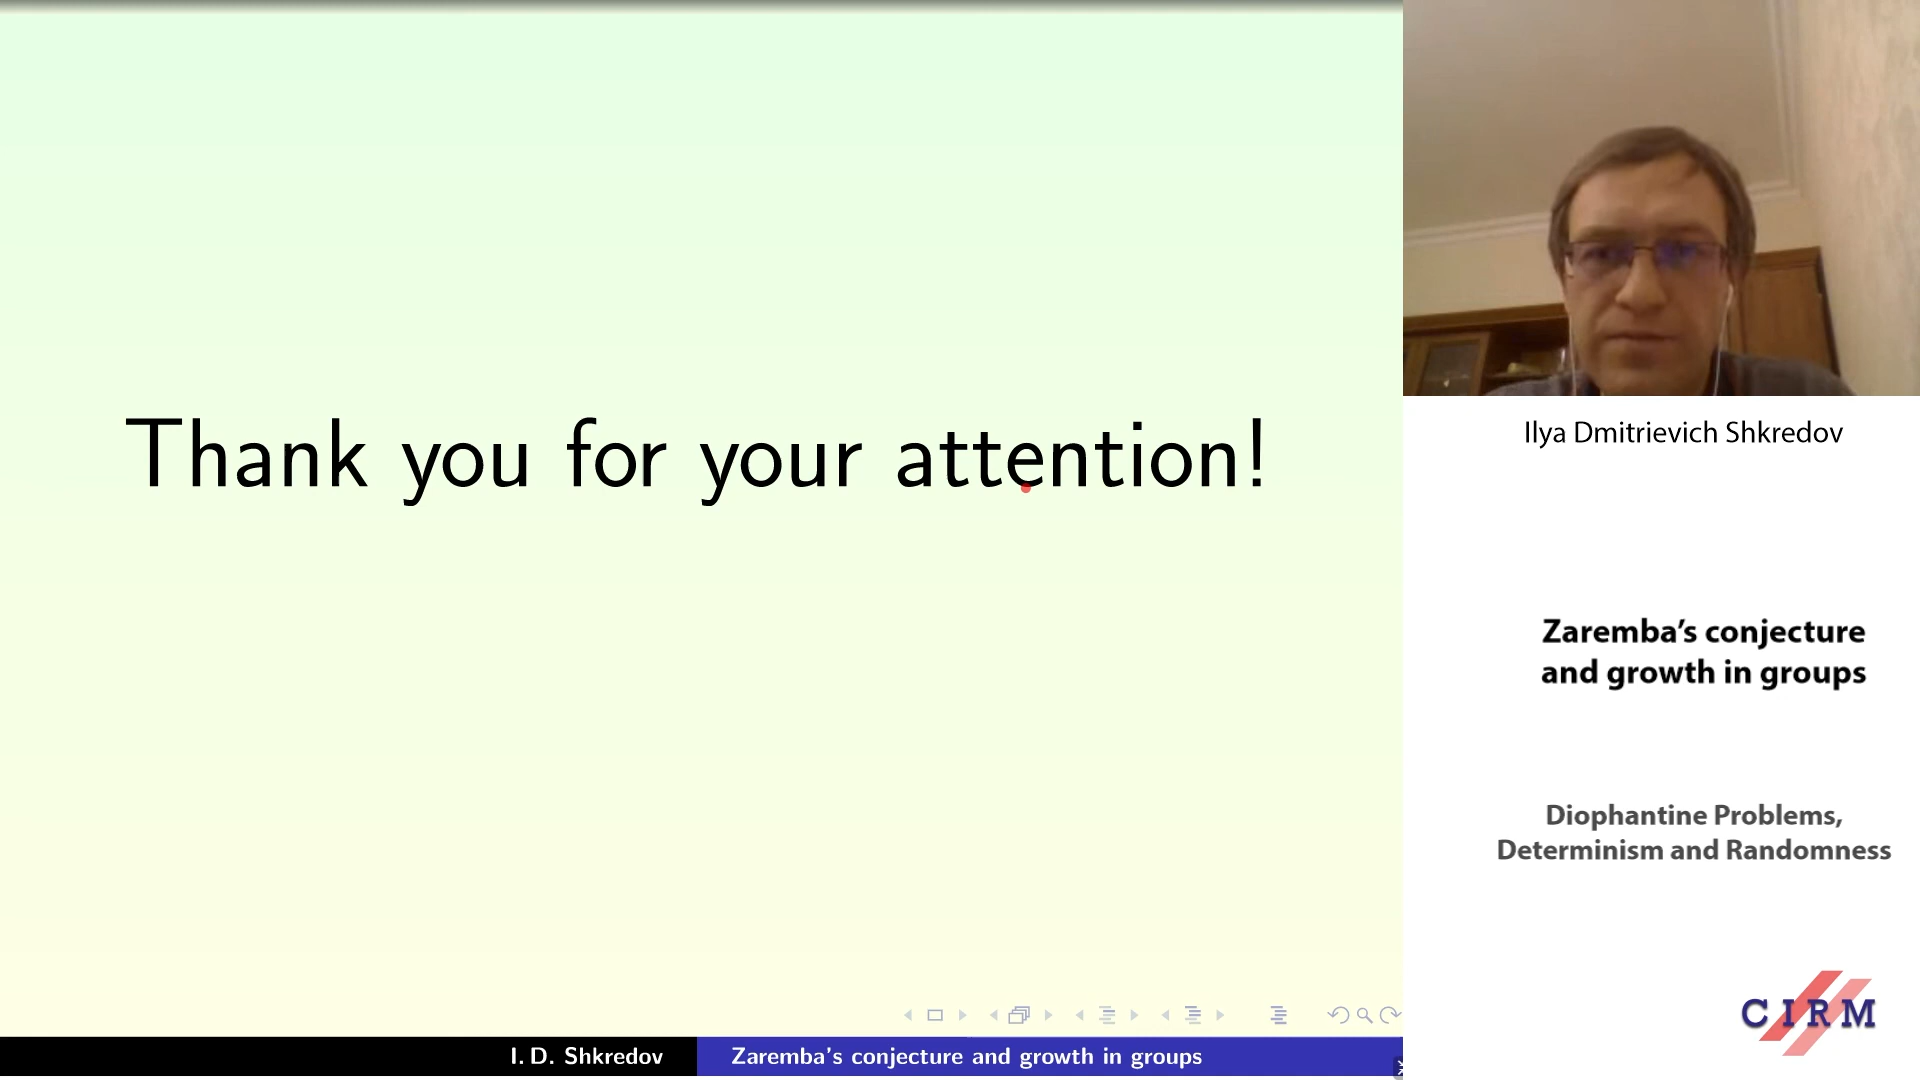 Thank you for your attention!
I. D. Shkredov
Zaremba's conjecture and growth in groups
Ilya Dmitrievich Shkredov
Zaremba's conjecture
and growth in groups
Diophantine Problems,
Determinism and Randomness
CIRM